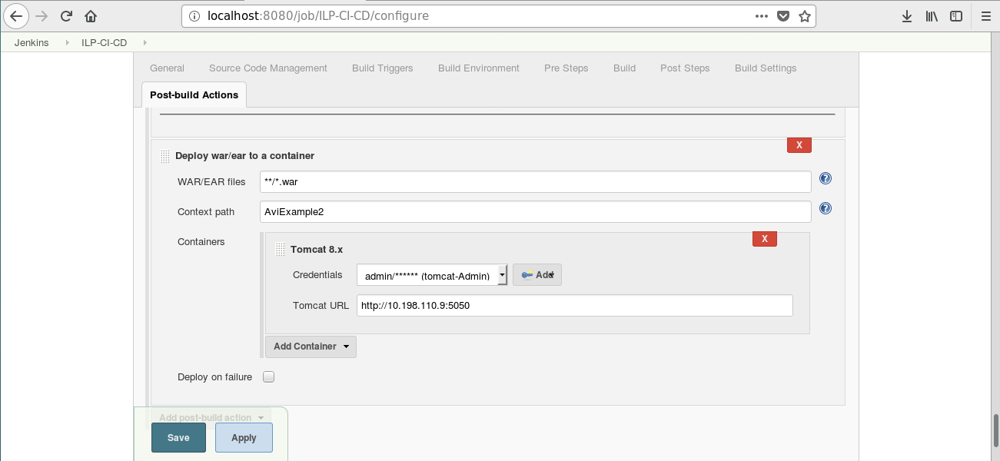 localhost:8080/job/ILP-CI-CD/configure
Jenkins ILP-CI-CD
General Source Code Management Build Triggers Build Environment Pre Steps Build Post Steps Build Settings
Post-build Actions
X
Deploy war/ear to a container
WAR/EAR files **/*.war ?
Context path AviExample2 ?
Containers
X
Tomcat 8.x
Credentials admin/****** (tomcat-Admin) Add
Tomcat URL http://10.198.110.9:5050
Add Container
Deploy on failure
Add post-build action
Save Apply